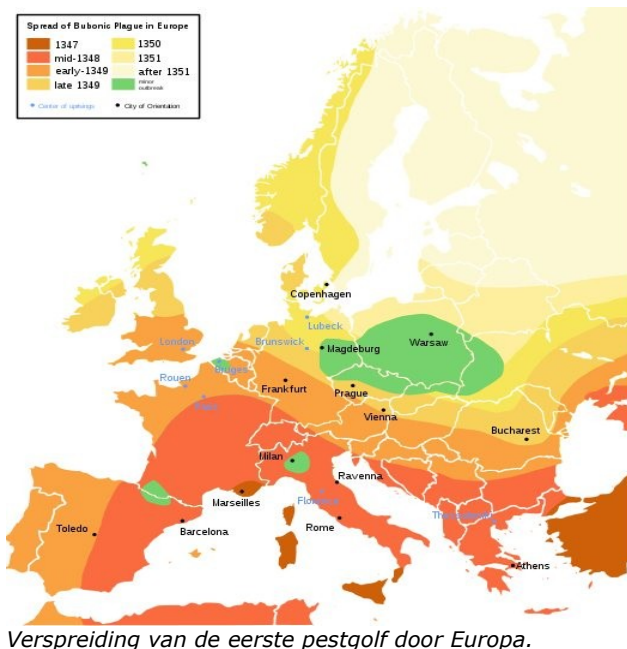 Spread of Bubonic Plague in Europe
1347
mid-1348
early-1349
late 1349
1350
1351
after 1351
minor
outbreak
Center of uprisings
City of Orientation
Copenhagen
Lubeck
Brunswick
Magdeburg
Warsaw
London
Bruges
Rouen
Paris
Frankfurt
Prague
Vienna
Bucharest
Milan
Ravenna
Marseilles
Florence
Toledo
Barcelona
Rome
Athens
Verspreiding van de eerste pestgolf door Europa.